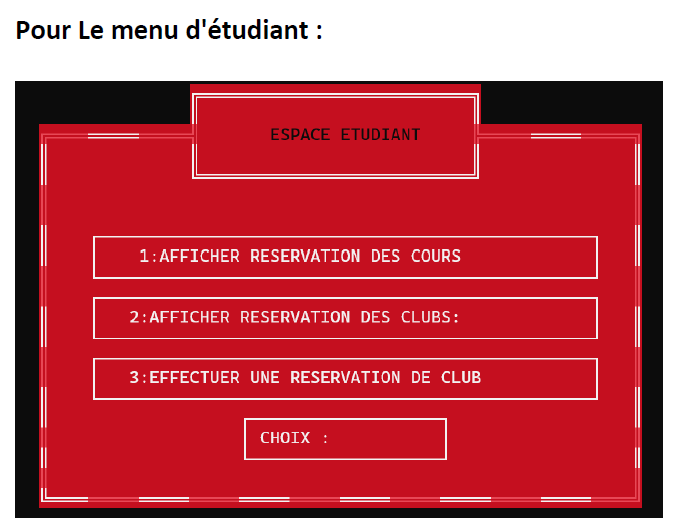 Pour Le menu d'étudiant :
ESPACE ETUDIANT
1:AFFICHER RESERVATION DES COURS
2:AFFICHER RESERVATION DES CLUBS:
3:EFFECTUER UNE RESERVATION DE CLUB
CHOIX :